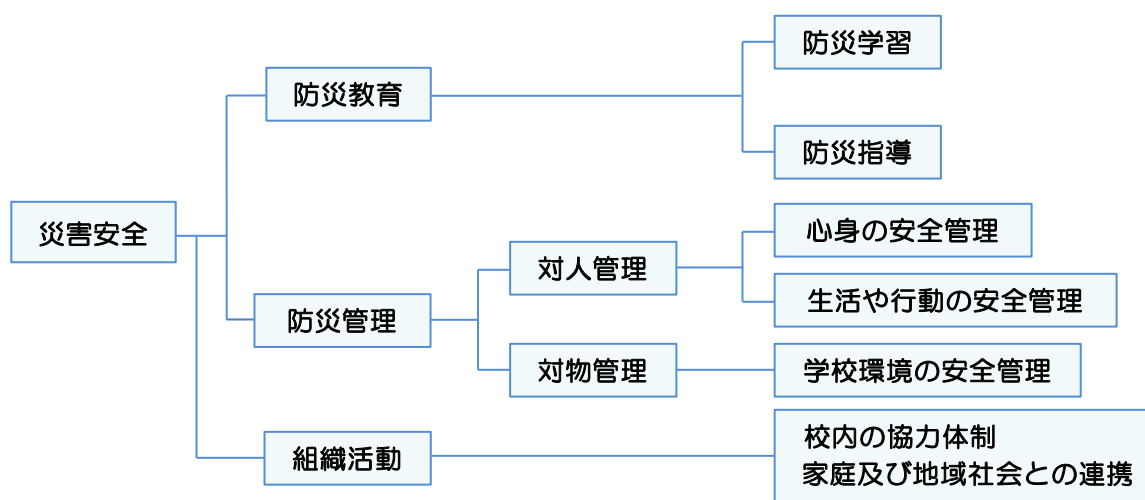 災害安全
防災教育
防災学習
防災指導
防災管理
対人管理
心身の安全管理
生活や行動の安全管理
対物管理
学校環境の安全管理
組織活動
校内の協力体制
家庭及び地域社会との連携